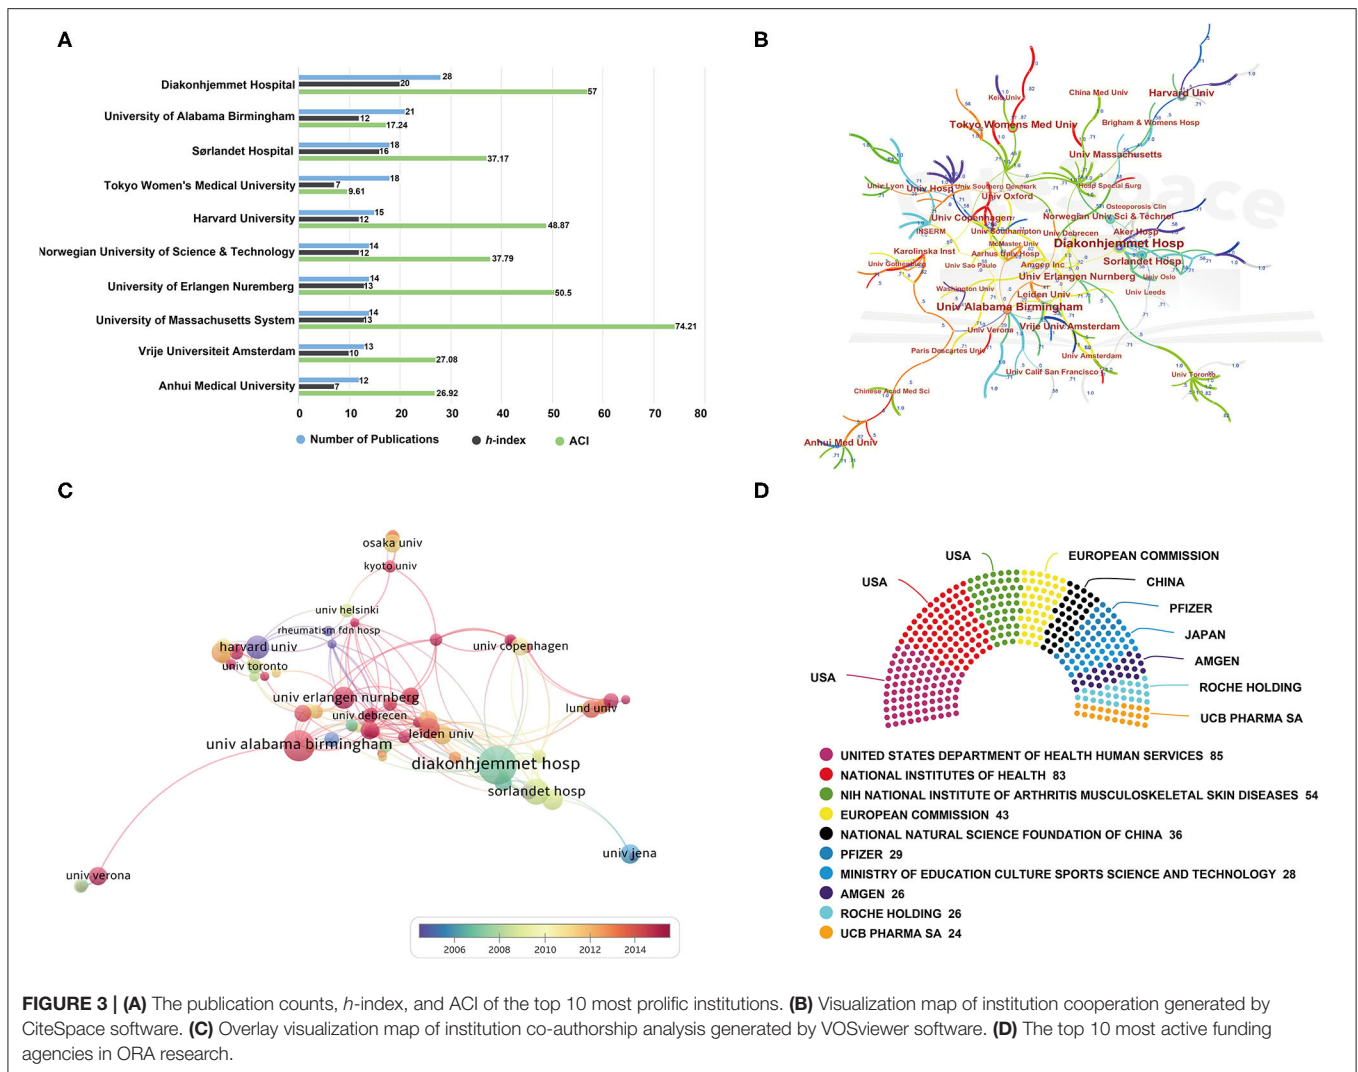 A
Diakonhjemmet Hospital
28
20
57
University of Alabama Birmingham
21
12
17.24
Sørlandet Hospital
18
16
37.17
Tokyo Women's Medical University
18
7
9.61
Harvard University
15
12
48.87
Norwegian University of Science & Technology
14
12
37.79
University of Erlangen Nuremberg
14
13
50.5
University of Massachusetts System
14
13
74.21
Vrije Universiteit Amsterdam
13
10
27.08
Anhui Medical University
12
7
26.92
0 10 20 30 40 50 60 70 80
Number of Publications h-index ACI
B
Keio Univ
China Med Univ
Harvard Univ
Tokyo Womens Med Univ
Brigham & Womens Hosp
Univ Massachusetts
Univ Lyon
Univ Hosp
Univ Southern Denmark
Hosp Special Surg
Univ Oxford
Osteoporosis Clin
Univ Copenhagen
Norwegian Univ Sci & Technol
INSERM
Univ Southampton
Univ Debrecen
Aker Hosp
McMaster Univ
Diakonhjemmet Hosp
Karolinska Inst
Aarhus Univ Hosp
Sorlandet Hosp
Univ Gothenburg
Univ Sao Paulo
Amgen Inc
Univ Erlangen Nurnberg
Univ Oslo
Washington Univ
Leiden Univ
Univ Leeds
Univ Alabama Birmingham
Univ Verona
Vrije Univ Amsterdam
Paris Descartes Univ
Univ Amsterdam
Univ Calif San Francisco
Univ Toronto
Chinese Acad Med Sci
Anhui Med Univ
C
osaka univ
kyoto univ
univ helsinki
rheumatism fdn hosp
harvard univ
univ copenhagen
univ toronto
univ erlangen nurnberg
lund univ
univ debrecen
leiden univ
univ alabama birmingham
diakonhjemmet hosp
sorlandet hosp
univ jena
univ verona
2006 2008 2010 2012 2014
D
USA
EUROPEAN COMMISSION
USA
CHINA
PFIZER
JAPAN
AMGEN
USA
ROCHE HOLDING
UCB PHARMA SA
UNITED STATES DEPARTMENT OF HEALTH HUMAN SERVICES 85
NATIONAL INSTITUTES OF HEALTH 83
NIH NATIONAL INSTITUTE OF ARTHRITIS MUSCULOSKELETAL SKIN DISEASES 54
EUROPEAN COMMISSION 43
NATIONAL NATURAL SCIENCE FOUNDATION OF CHINA 36
PFIZER 29
MINISTRY OF EDUCATION CULTURE SPORTS SCIENCE AND TECHNOLOGY 28
AMGEN 26
ROCHE HOLDING 26
UCB PHARMA SA 24
FIGURE 3 | (A) The publication counts, h-index, and ACI of the top 10 most prolific institutions. (B) Visualization map of institution cooperation generated by
CiteSpace software. (C) Overlay visualization map of institution co-authorship analysis generated by VOSviewer software. (D) The top 10 most active funding
agencies in ORA research.